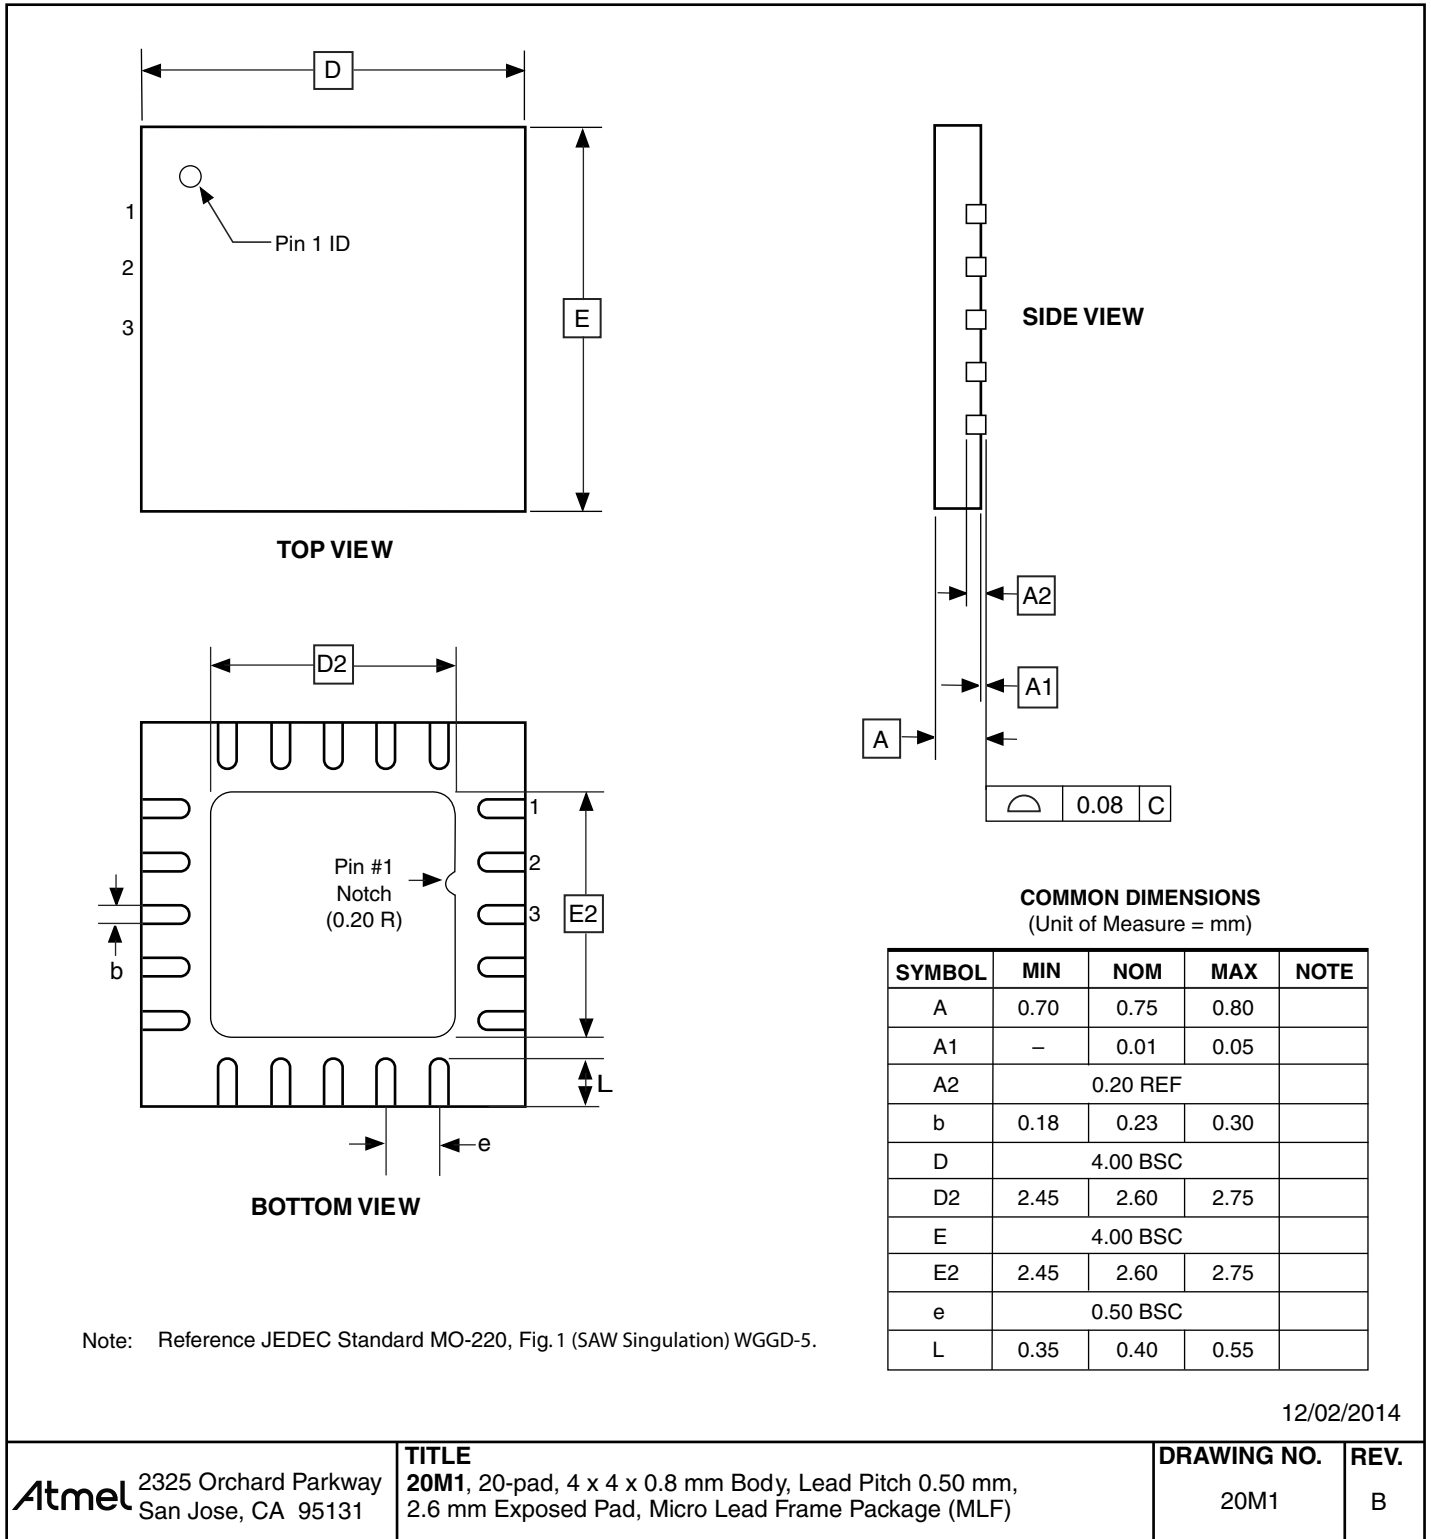 D
1
2
3
Pin 1 ID
E
TOP VIEW
SIDE VIEW
A2
A1
A
0.08 C
D2
1
2
3
Pin #1
Notch
(0.20 R)
E2
b
L
e
BOTTOM VIEW
COMMON DIMENSIONS
(Unit of Measure = mm)
SYMBOL MIN NOM MAX NOTE
A 0.70 0.75 0.80
A1 – 0.01 0.05
A2 0.20 REF
b 0.18 0.23 0.30
D 4.00 BSC
D2 2.45 2.60 2.75
E 4.00 BSC
E2 2.45 2.60 2.75
e 0.50 BSC
L 0.35 0.40 0.55
Note: Reference JEDEC Standard MO-220, Fig. 1 (SAW Singulation) WGGD-5.
12/02/2014
Atmel
2325 Orchard Parkway
San Jose, CA 95131
TITLE
20M1, 20-pad, 4 x 4 x 0.8 mm Body, Lead Pitch 0.50 mm,
2.6 mm Exposed Pad, Micro Lead Frame Package (MLF)
DRAWING NO.
20M1
REV.
B